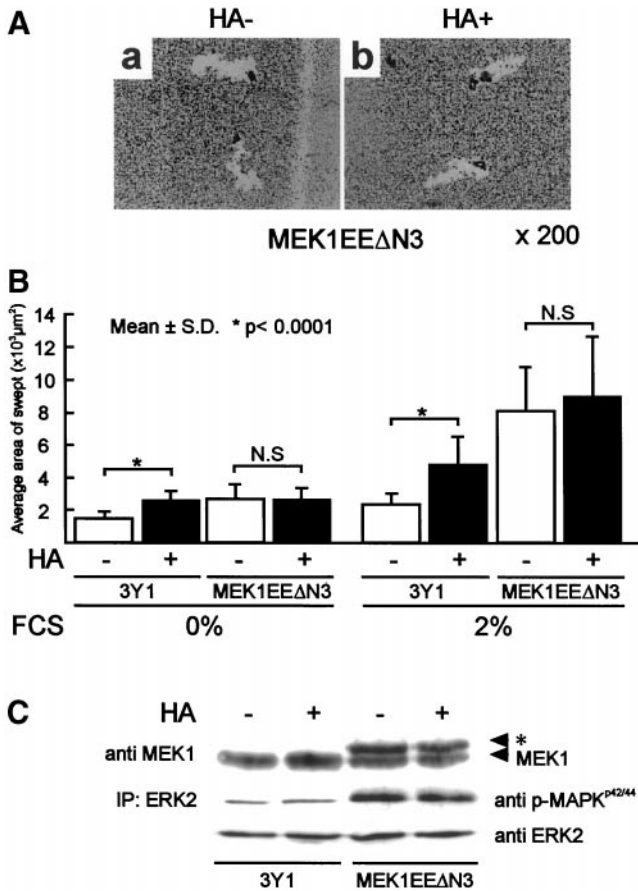 A
HA- HA+
a b
MEK1EEΔN3 x 200
B
Average area of swept (x10³μm²)
Mean ± S.D. * p< 0.0001
14
12
10
8
6
4
2
* N.S * N.S
HA - + - + - + - +
3Y1 MEK1EEΔN3 3Y1 MEK1EEΔN3
FCS 0% 2%
C
HA - + - +
anti MEK1 *
MEK1
IP: ERK2 anti p-MAPK^p42/44
anti ERK2
3Y1 MEK1EEΔN3